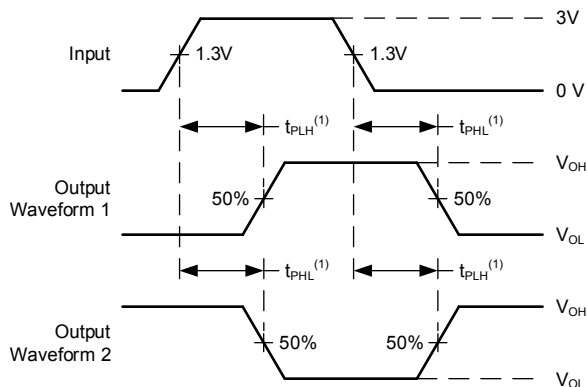 3V
Input
1.3V
1.3V
0 V
tPLH(1)
tPHL(1)
VOH
Output
Waveform 1
50%
50%
VOL
tPHL(1)
tPLH(1)
VOH
Output
Waveform 2
50%
50%
VOL